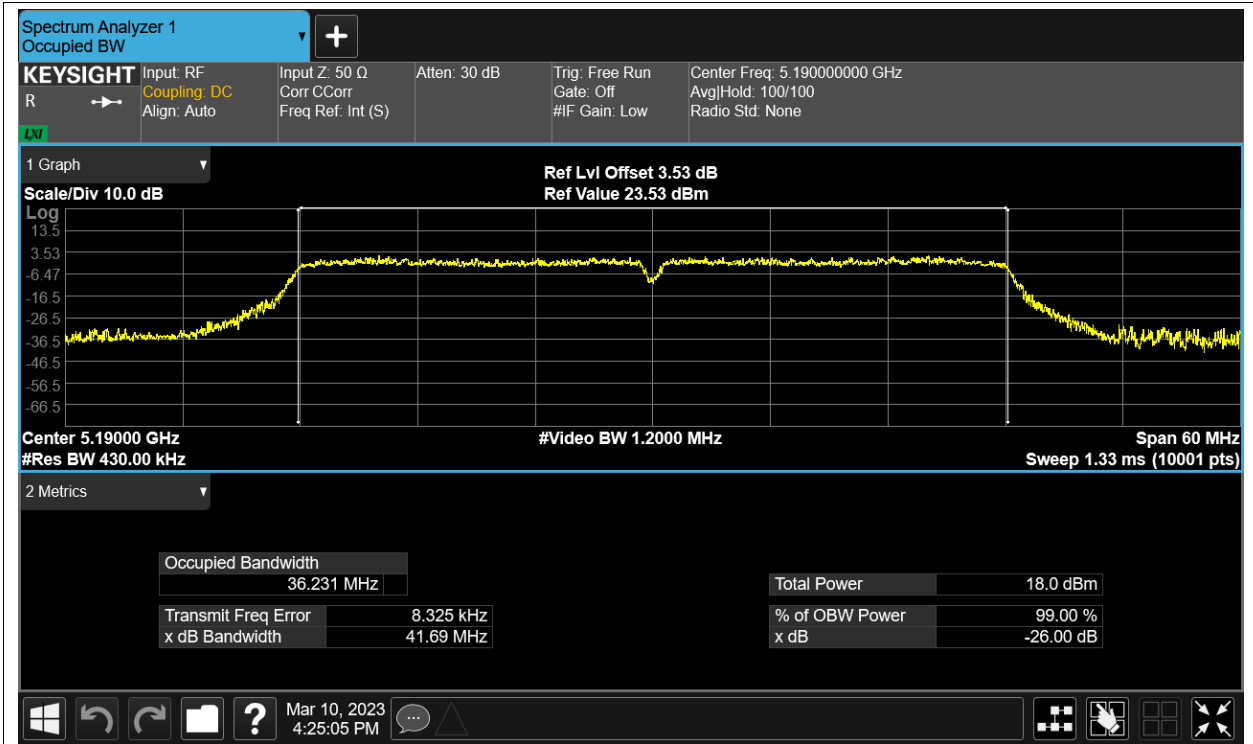 Spectrum Analyzer 1
Occupied BW
KEYSIGHT
R
LXI
Input: RF
Coupling: DC
Align: Auto
Input Z: 50 Ω
Corr CCorr
Freq Ref: Int (S)
Atten: 30 dB
Trig: Free Run
Gate: Off
#IF Gain: Low
Center Freq: 5.190000000 GHz
Avg|Hold: 100/100
Radio Std: None
1 Graph
Scale/Div 10.0 dB
Ref Lvl Offset 3.53 dB
Ref Value 23.53 dBm
Log
13.5
3.53
-6.47
-16.5
-26.5
-36.5
-46.5
-56.5
-66.5
Center 5.19000 GHz
#Video BW 1.2000 MHz
Span 60 MHz
#Res BW 430.00 kHz
Sweep 1.33 ms (10001 pts)
2 Metrics
Occupied Bandwidth
36.231 MHz
Transmit Freq Error 8.325 kHz
x dB Bandwidth 41.69 MHz
Total Power 18.0 dBm
% of OBW Power 99.00 %
x dB -26.00 dB
?
Mar 10, 2023
4:25:05 PM